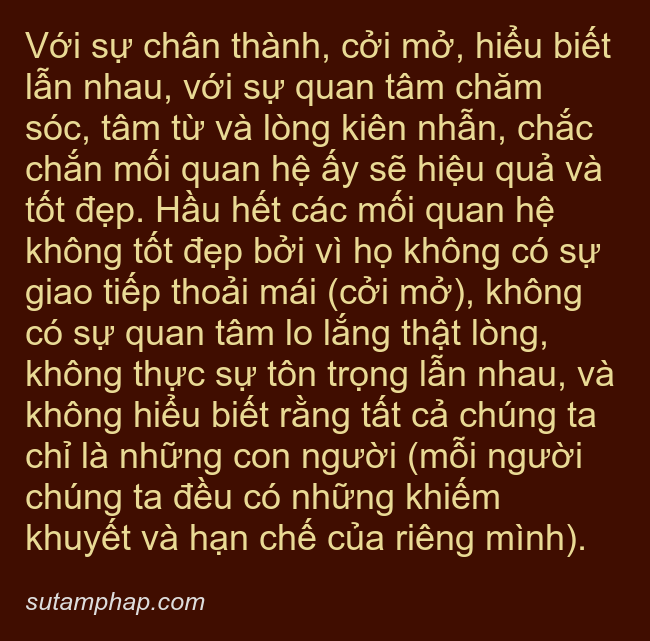 Với sự chân thành, cởi mở, hiểu biết
lẫn nhau, với sự quan tâm chăm
sóc, tâm từ và lòng kiên nhẫn, chắc
chắn mối quan hệ ấy sẽ hiệu quả và
tốt đẹp. Hầu hết các mối quan hệ
không tốt đẹp bởi vì họ không có sự
giao tiếp thoải mái (cởi mở), không
có sự quan tâm lo lắng thật lòng,
không thực sự tôn trọng lẫn nhau, và
không hiểu biết rằng tất cả chúng ta
chỉ là những con người (mỗi người
chúng ta đều có những khiếm
khuyết và hạn chế của riêng mình).
sutamphap.com